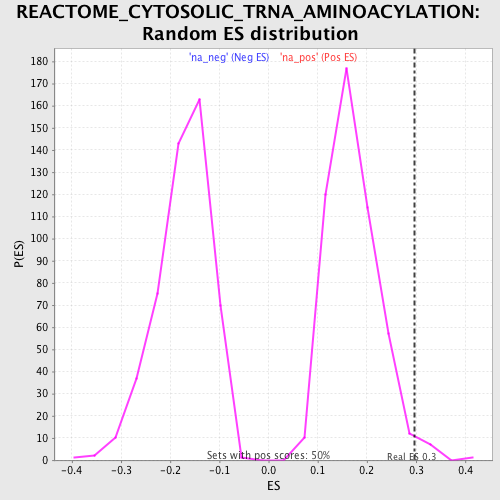 REACTOME_CYTOSOLIC_TRNA_AMINOACYLATION:
Random ES distribution
'na_neg' (Neg ES) 'na_pos' (Pos ES)
180
170
160
150
140
130
120
110
100
90
80
70
60
50
40
30
20
10
0
P(ES)
Sets with pos scores: 50%
Real ES 0.3
-0.4 -0.3 -0.2 -0.1 0.0 0.1 0.2 0.3 0.4
ES